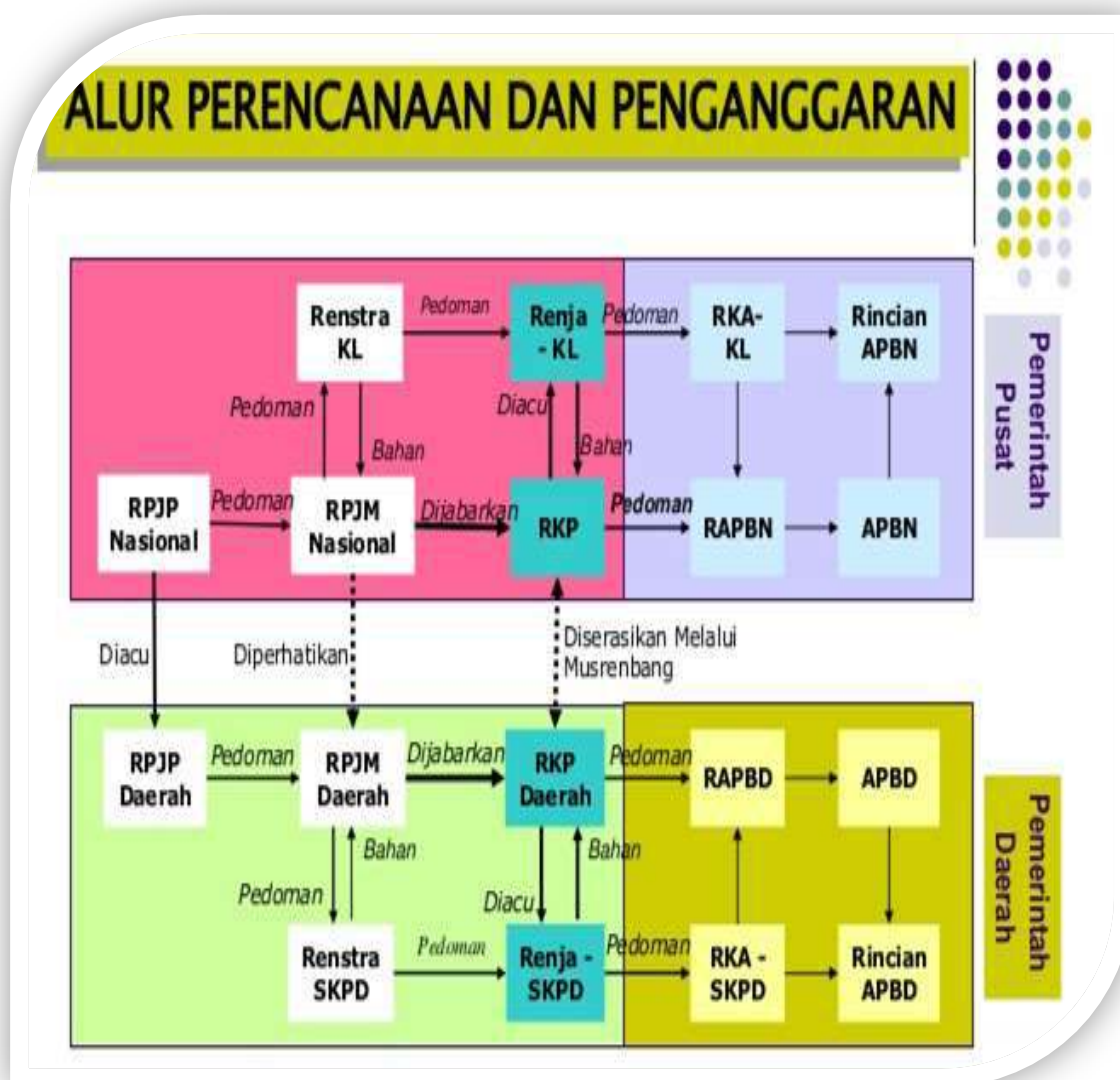 ALUR PERENCANAAN DAN PENGANGGARAN
Renstra
KL
Pedoman
Renja
- KL
Pedoman
RKA-
KL
Rincian
APBN
Pemerintah
Pusat
Pedoman
Bahan
Diacu
Bahan
RPJP
Nasional
Pedoman
RPJM
Nasional
Dijabarkan
RKP
Pedoman
RAPBN
APBN
Diacu
Diperhatikan
Diserasikan Melalui
Musrenbang
RPJP
Daerah
Pedoman
RPJM
Daerah
Dijabarkan
RKP
Daerah
Pedoman
RAPBD
APBD
Pemerintah
Daerah
Pedoman
Bahan
Diacu
Bahan
Renstra
SKPD
Pedoman
Renja -
SKPD
Pedoman
RKA -
SKPD
Rincian
APBD